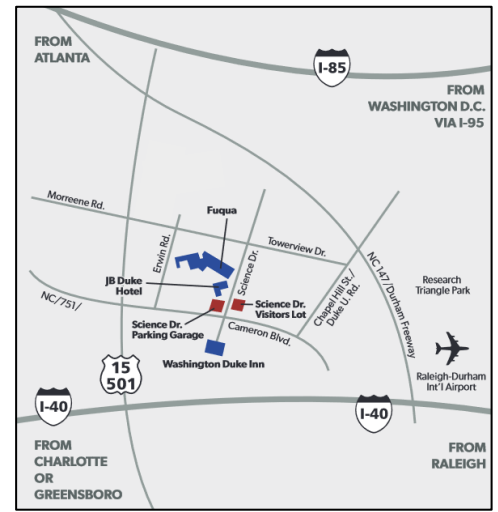 FROM
ATLANTA
I-85
FROM
WASHINGTON D.C.
VIA I-95
Morreene Rd.
Fuqua
Erwin Rd.
Science Dr.
Towerview Dr.
NC 147/Durham Freeway
Research
Triangle Park
JB Duke
Hotel
NC/751/
Chapel Hill St./
Duke U. Rd.
Science Dr.
Visitors Lot
Science Dr.
Parking Garage
Cameron Blvd.
Washington Duke Inn
Raleigh-Durham
Int'l Airport
15
501
I-40
I-40
FROM
CHARLOTTE
OR
GREENSBORO
FROM
RALEIGH